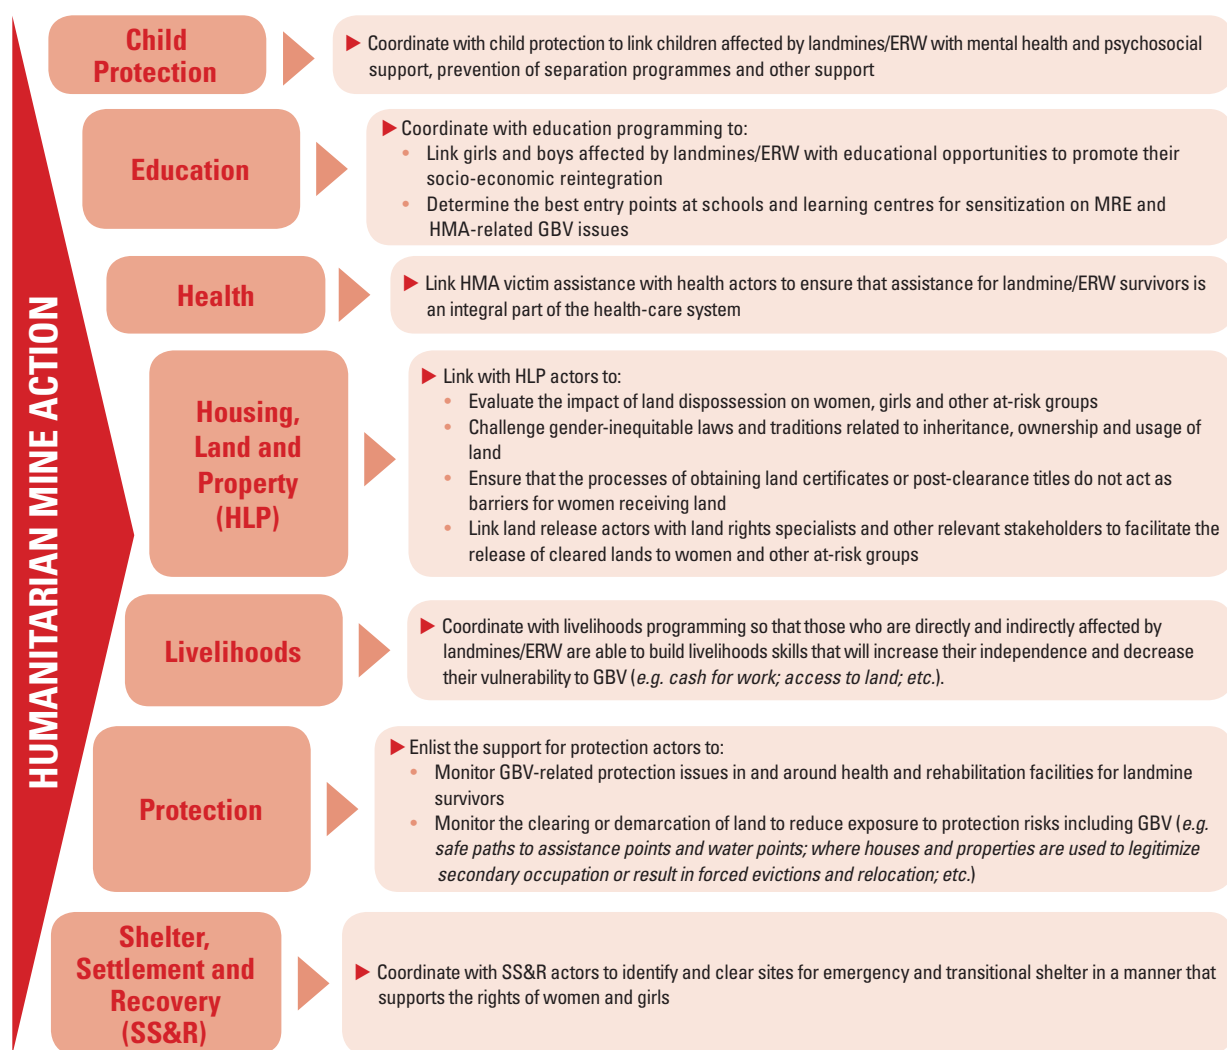 HUMANITARIAN MINE ACTION
Child
Protection
▶ Coordinate with child protection to link children affected by landmines/ERW with mental health and psychosocial
support, prevention of separation programmes and other support
Education
▶ Coordinate with education programming to:
• Link girls and boys affected by landmines/ERW with educational opportunities to promote their
socio-economic reintegration
• Determine the best entry points at schools and learning centres for sensitization on MRE and
HMA-related GBV issues
Health
▶ Link HMA victim assistance with health actors to ensure that assistance for landmine/ERW survivors is
an integral part of the health-care system
Housing,
Land and
Property
(HLP)
▶ Link with HLP actors to:
• Evaluate the impact of land dispossession on women, girls and other at-risk groups
• Challenge gender-inequitable laws and traditions related to inheritance, ownership and usage of
land
• Ensure that the processes of obtaining land certificates or post-clearance titles do not act as
barriers for women receiving land
• Link land release actors with land rights specialists and other relevant stakeholders to facilitate the
release of cleared lands to women and other at-risk groups
Livelihoods
▶ Coordinate with livelihoods programming so that those who are directly and indirectly affected by
landmines/ERW are able to build livelihoods skills that will increase their independence and decrease
their vulnerability to GBV (e.g. cash for work; access to land; etc.).
Protection
▶ Enlist the support for protection actors to:
• Monitor GBV-related protection issues in and around health and rehabilitation facilities for landmine
survivors
• Monitor the clearing or demarcation of land to reduce exposure to protection risks including GBV (e.g.
safe paths to assistance points and water points; where houses and properties are used to legitimize
secondary occupation or result in forced evictions and relocation; etc.)
Shelter,
Settlement and
Recovery
(SS&R)
▶ Coordinate with SS&R actors to identify and clear sites for emergency and transitional shelter in a manner that
supports the rights of women and girls